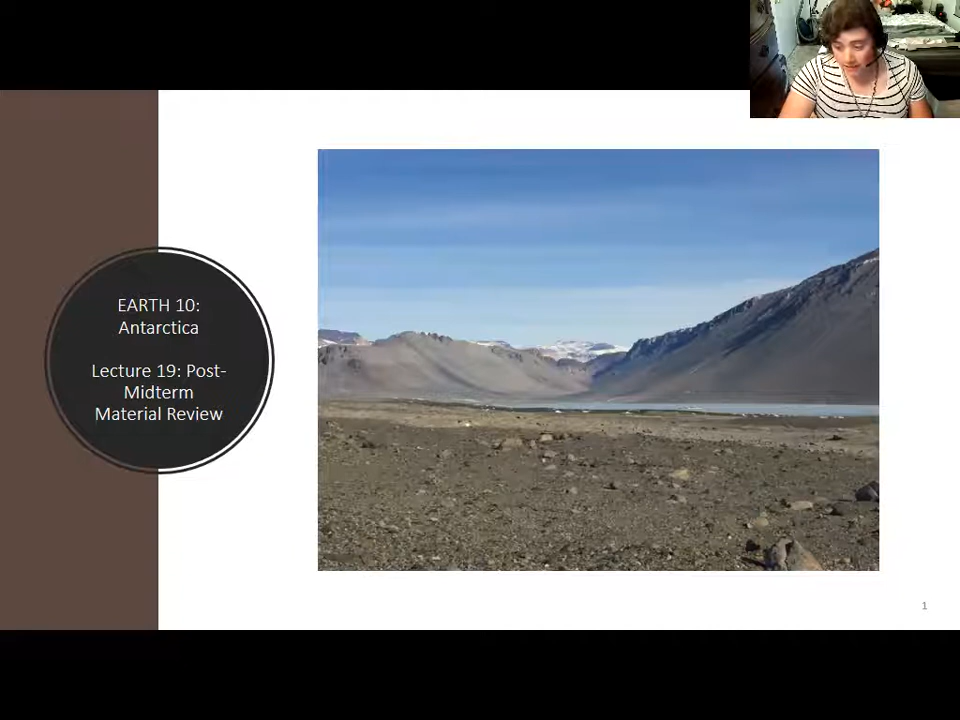 EARTH 10:
Antarctica
Lecture 19: Post-
Midterm
Material Review
1